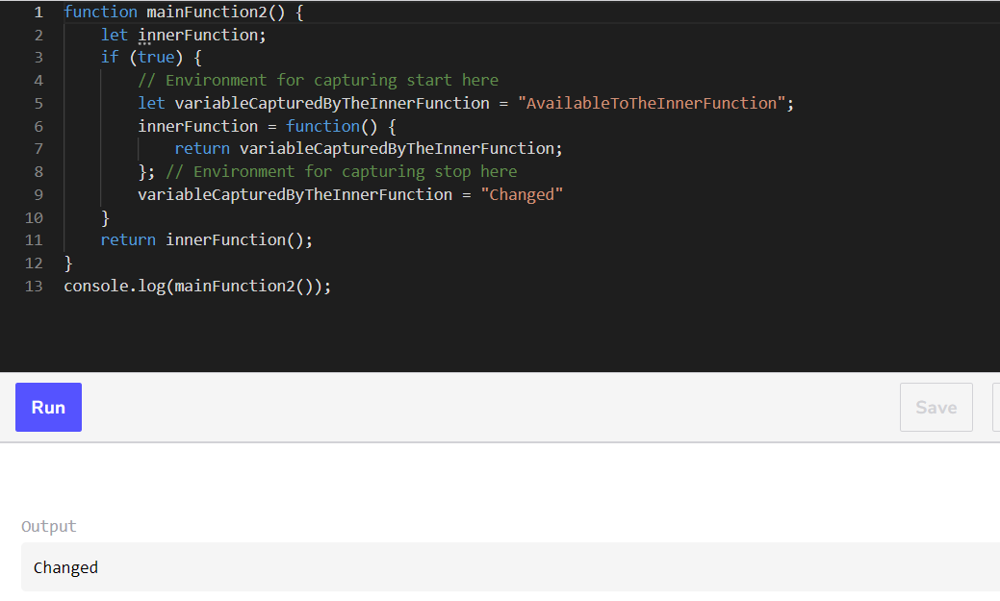 1 function mainFunction2() {
2 let innerFunction;
3 if (true) {
4 // Environment for capturing start here
5 let variableCapturedByTheInnerFunction = "AvailableToTheInnerFunction";
6 innerFunction = function() {
7 return variableCapturedByTheInnerFunction;
8 }; // Environment for capturing stop here
9 variableCapturedByTheInnerFunction = "Changed"
10 }
11 return innerFunction();
12 }
13 console.log(mainFunction2());
Run
Save
Output
Changed